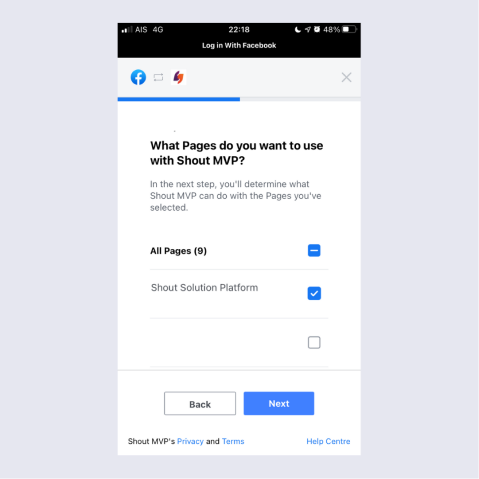 AIS 4G 22:18 48%
Log in With Facebook
What Pages do you want to use
with Shout MVP?
In the next step, you'll determine what
Shout MVP can do with the Pages you've
selected.
All Pages (9)
Shout Solution Platform
Back Next
Shout MVP's Privacy and Terms Help Centre